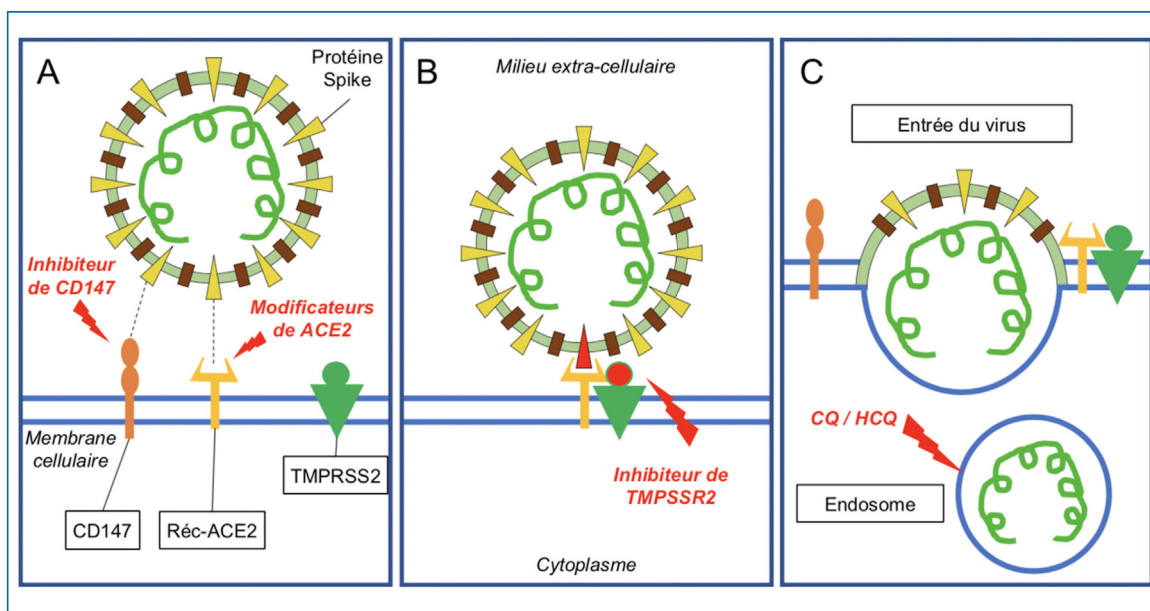 A
Protéine
Spike
Inhibiteur
de CD147
Modificateurs
de ACE2
Membrane
cellulaire
TMPRSS2
CD147
Réc-ACE2
B
Milieu extra-cellulaire
Inhibiteur de
TMPSSR2
Cytoplasme
C
Entrée du virus
CQ / HCQ
Endosome